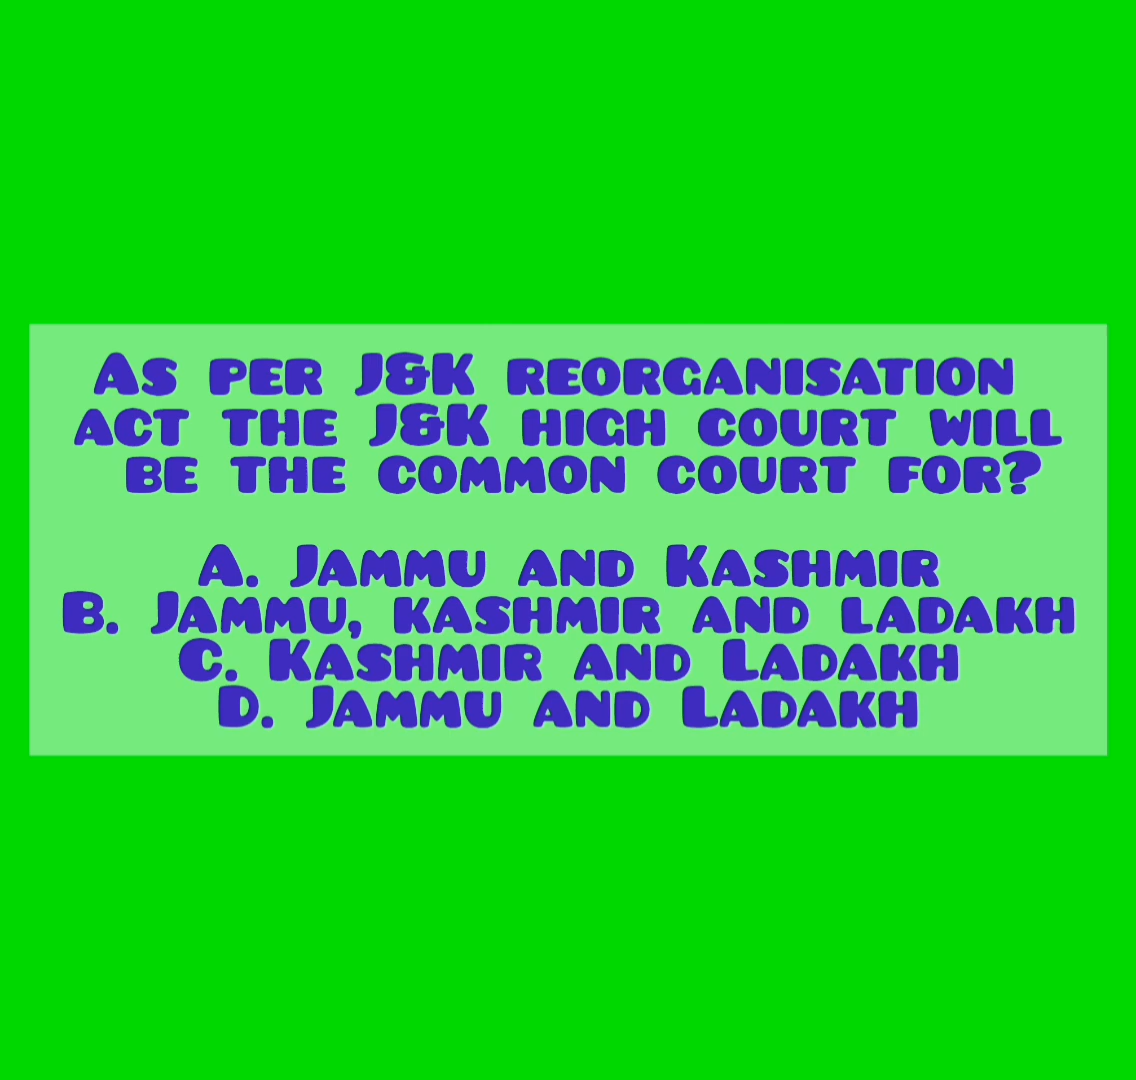 As per J&K reorganisation
act the J&K high court will
be the common court for?
A. Jammu and Kashmir
B. Jammu, kashmir and ladakh
C. Kashmir and Ladakh
D. Jammu and Ladakh